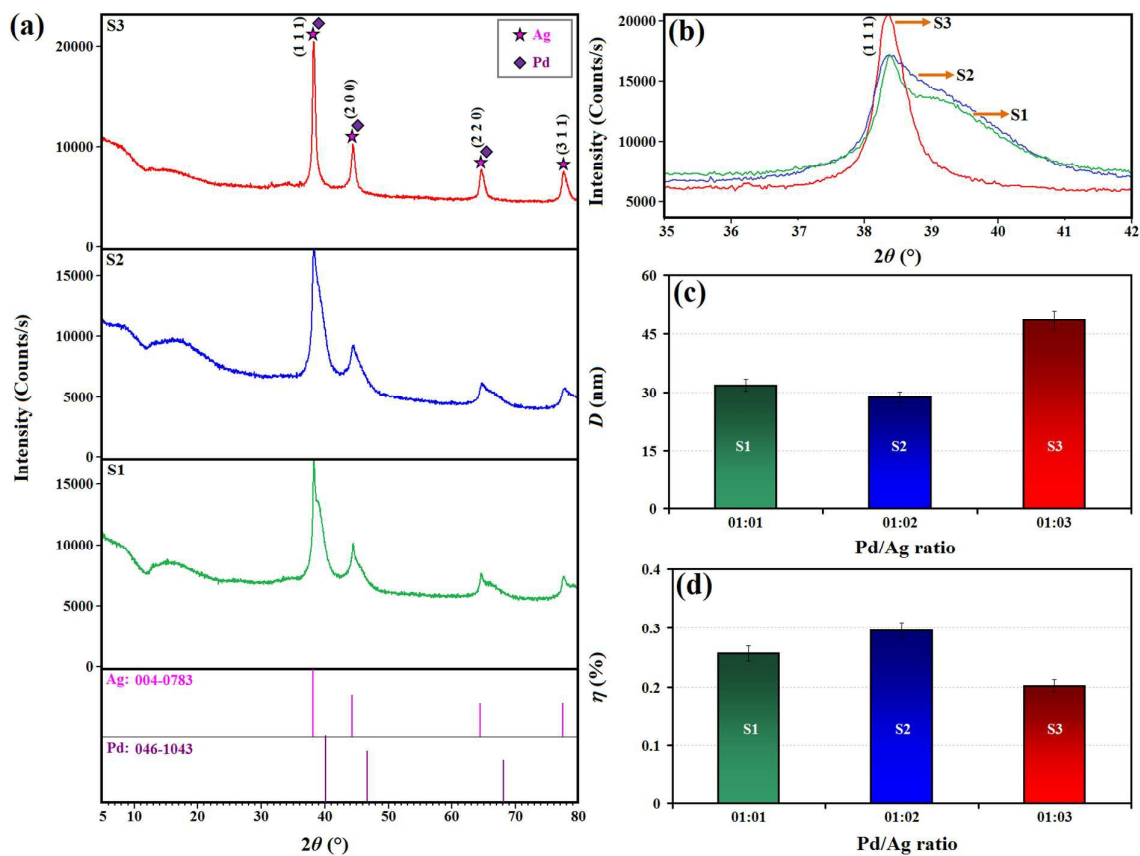 (a)
S3
Ag
Pd
(1 1 1)
(2 0 0)
(2 2 0)
(3 1 1)
20000
10000
0
S2
15000
10000
5000
0
S1
15000
10000
5000
0
Intensity (Counts/s)
Ag: 004-0783
Pd: 046-1043
5 10 20 30 40 50 60 70 80
2θ (°)
(b)
(1 1 1)
S3
S2
S1
20000
15000
10000
5000
Intensity (Counts/s)
35 36 37 38 39 40 41 42
2θ (°)
(c)
60
45
30
15
0
D (nm)
S1 S2 S3
01:01 01:02 01:03
Pd/Ag ratio
(d)
0.4
0.3
0.2
0.1
0
η (%)
S1 S2 S3
01:01 01:02 01:03
Pd/Ag ratio